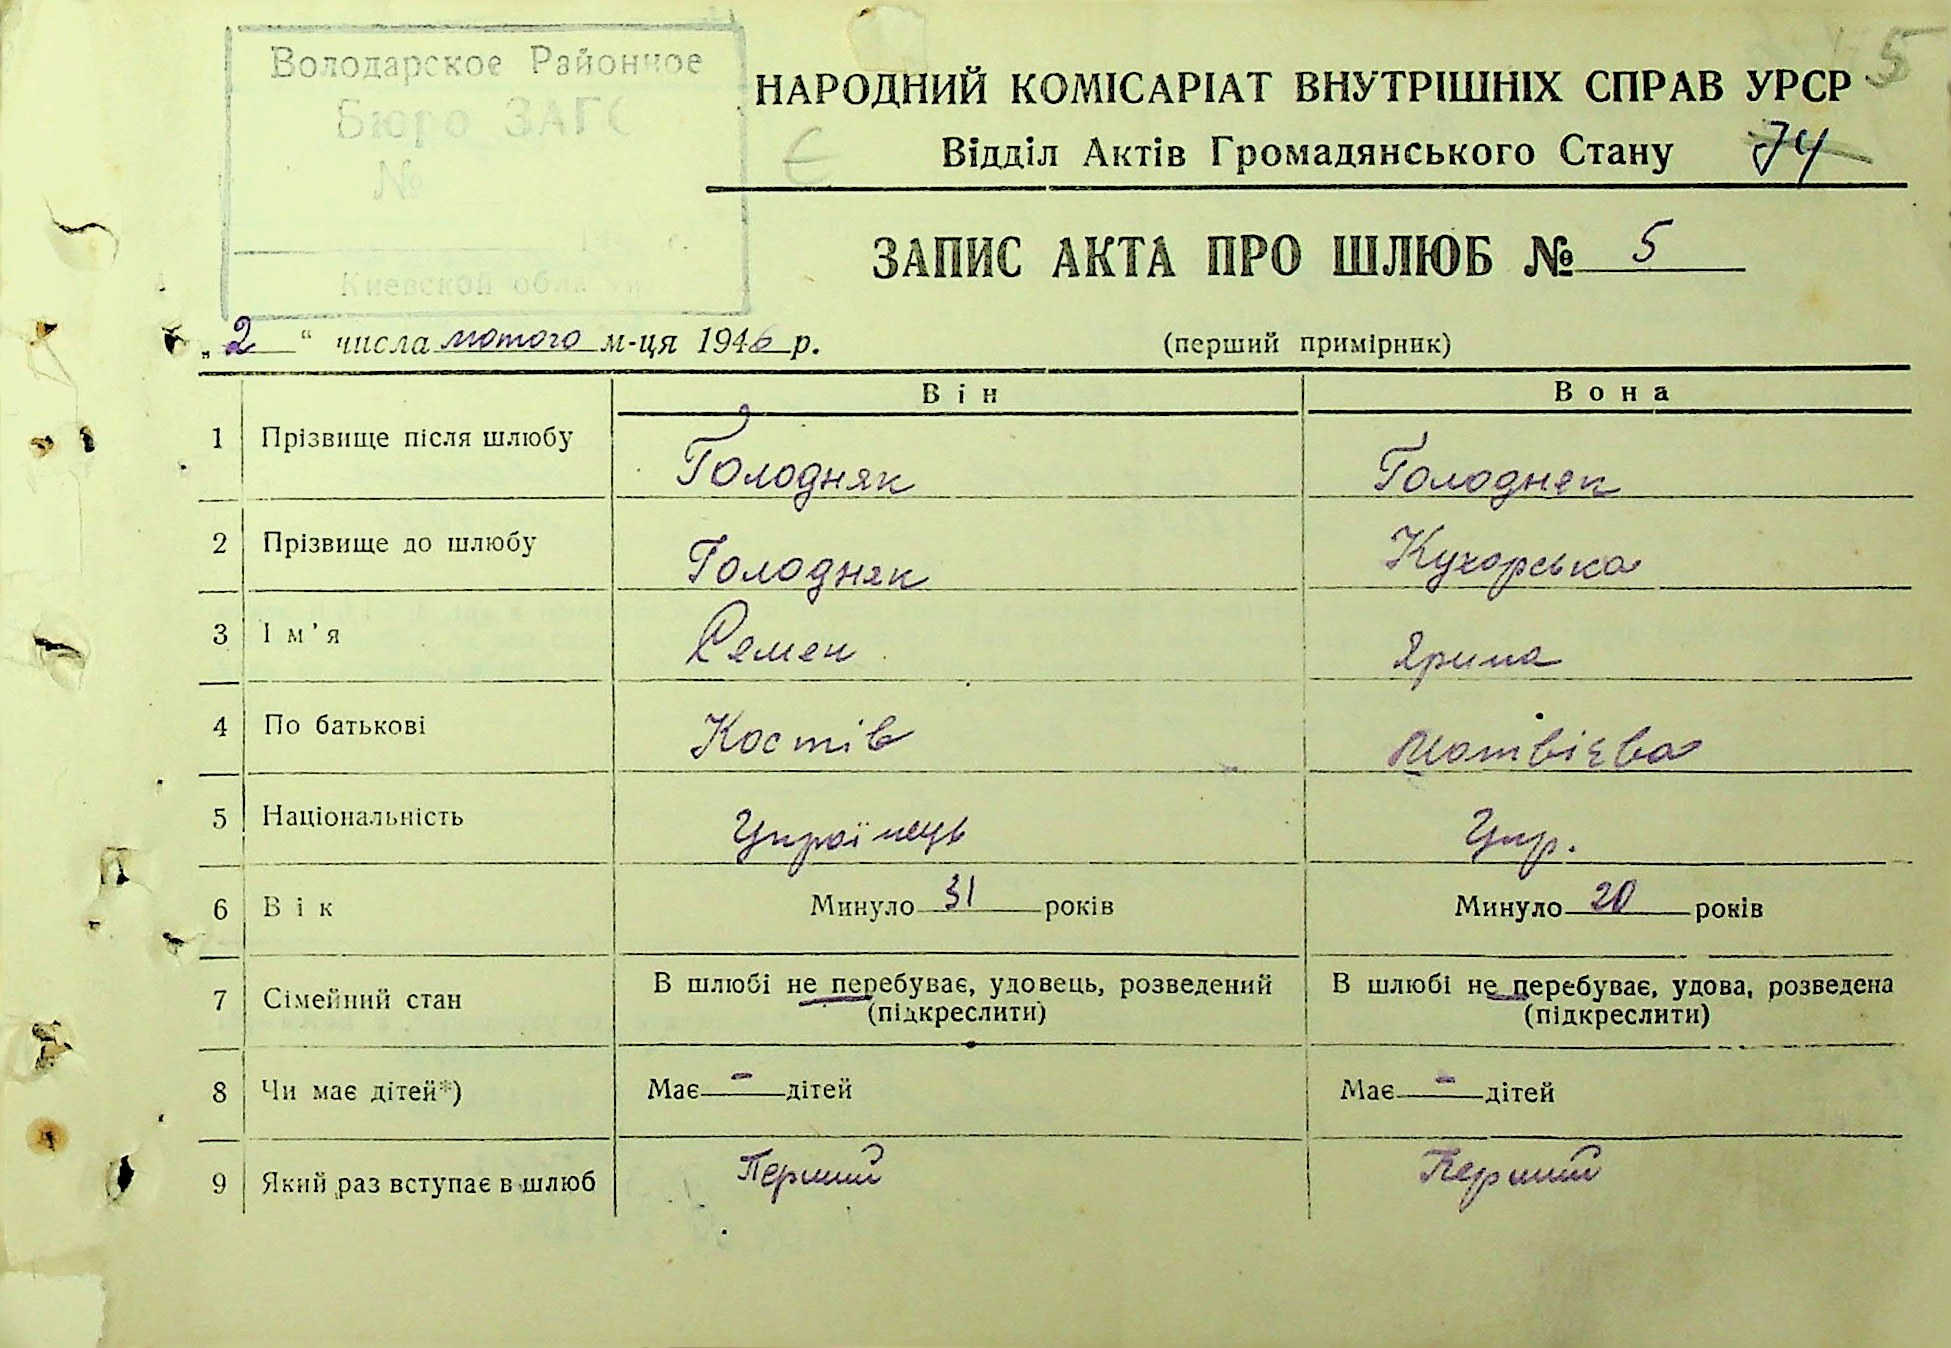 5
Володарское Районное
Бюро ЗАГС
№
Киевской
НАРОДНИЙ КОМІСАРІАТ ВНУТРІШНІХ СПРАВ УРСР
Є
Відділ Актів Громадянського Стану 74
ЗАПИС АКТА ПРО ШЛЮБ № 5
„2“ числа лютого м-ця 1946 р. (перший примірник)
Він Вона
1 Прізвище після шлюбу Голодняк Голодняк
2 Прізвище до шлюбу Голодняк Кухорська
3 Ім'я Семен Ярина
4 По батькові Костів Матвієва
5 Національність Українець Укр.
6 Вік Минуло 31 років Минуло 20 років
7 Сімейний стан В шлюбі не перебуває, удовець, розведений В шлюбі не перебуває, удова, розведена
(підкреслити) (підкреслити)
8 Чи має дітей*) Має - дітей Має - дітей
9 Який раз вступає в шлюб Перший Перший